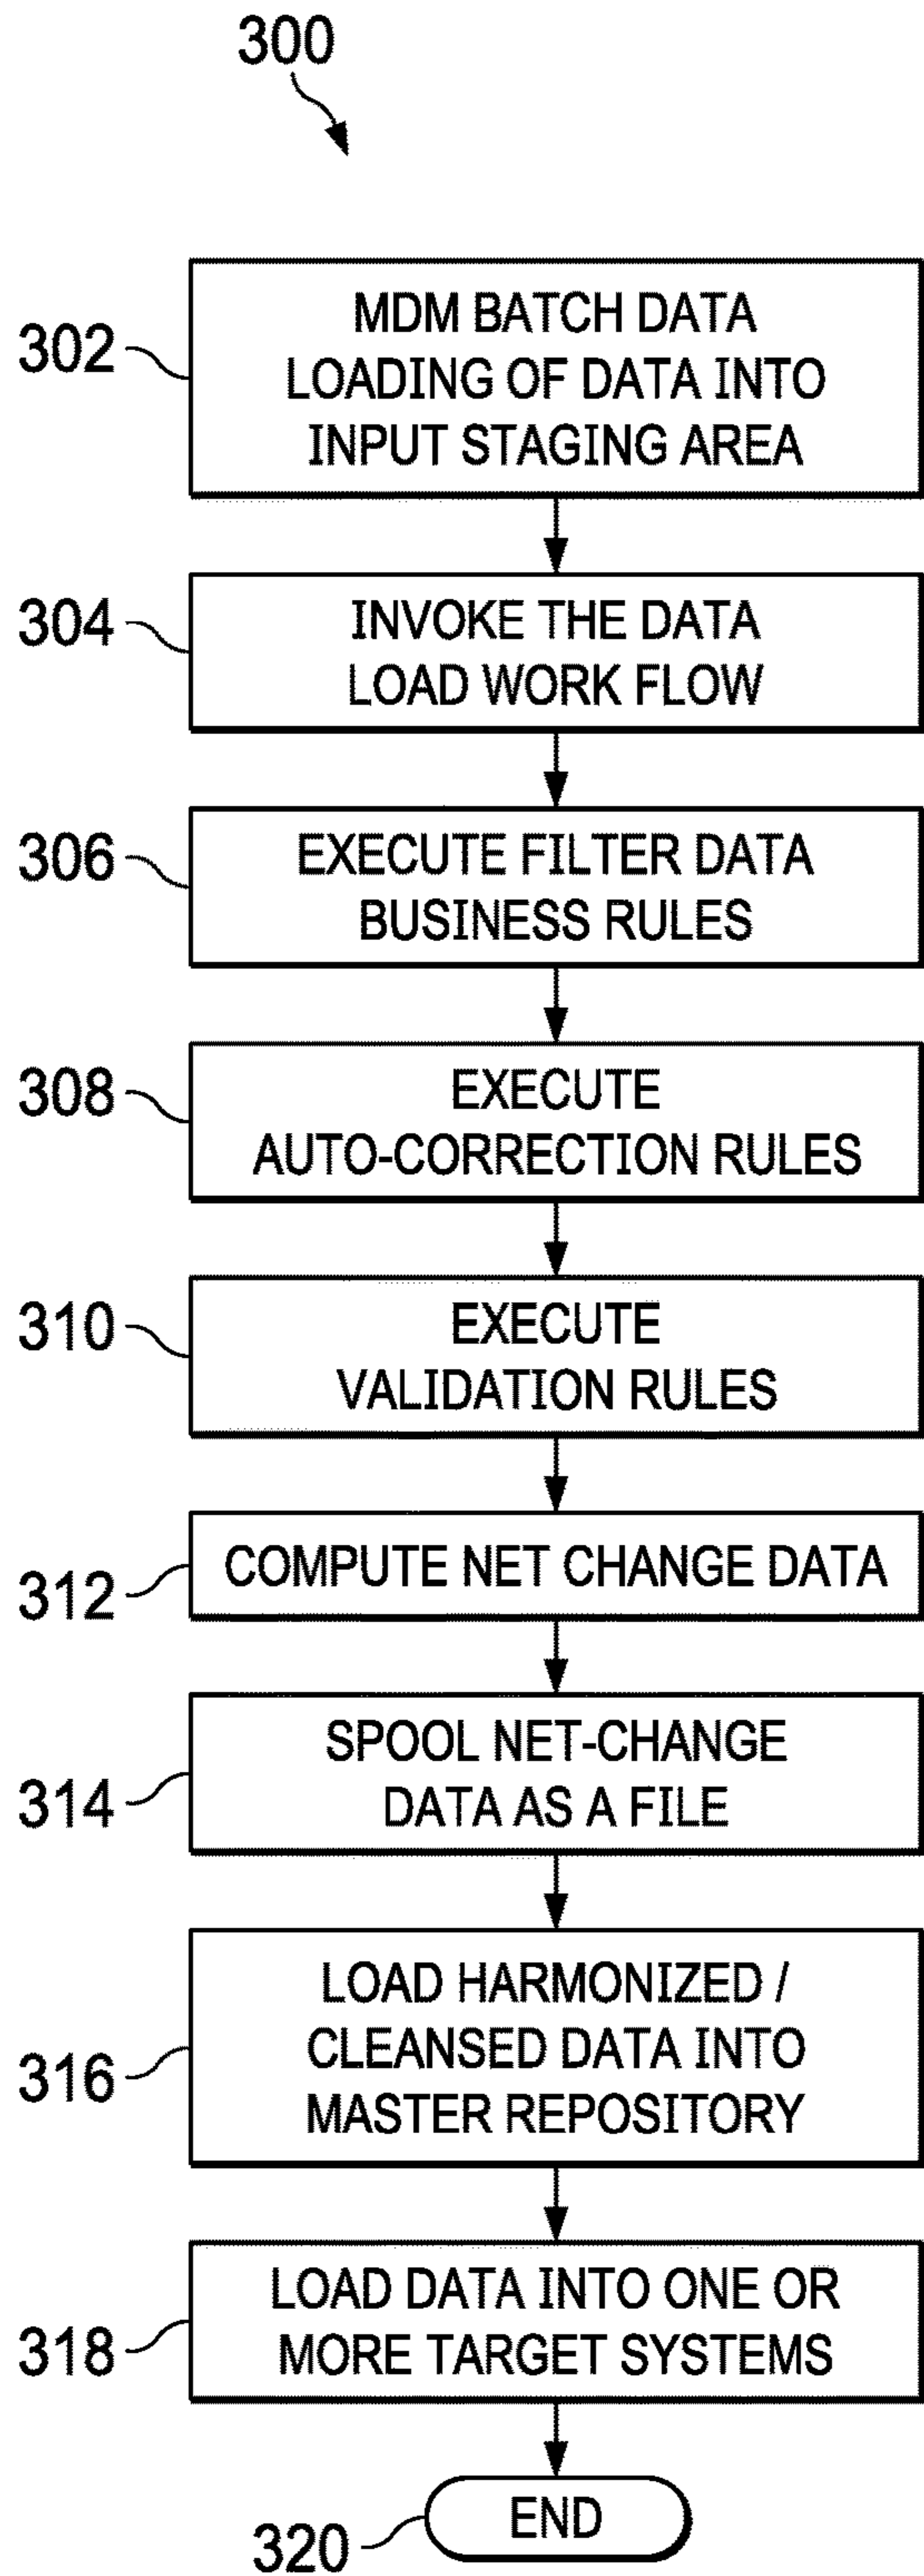 300
302
MDM BATCH DATA
LOADING OF DATA INTO
INPUT STAGING AREA
304
INVOKE THE DATA
LOAD WORK FLOW
306
EXECUTE FILTER DATA
BUSINESS RULES
308
EXECUTE
AUTO-CORRECTION RULES
310
EXECUTE
VALIDATION RULES
312
COMPUTE NET CHANGE DATA
314
SPOOL NET-CHANGE
DATA AS A FILE
316
LOAD HARMONIZED /
CLEANSED DATA INTO
MASTER REPOSITORY
318
LOAD DATA INTO ONE OR
MORE TARGET SYSTEMS
320
END